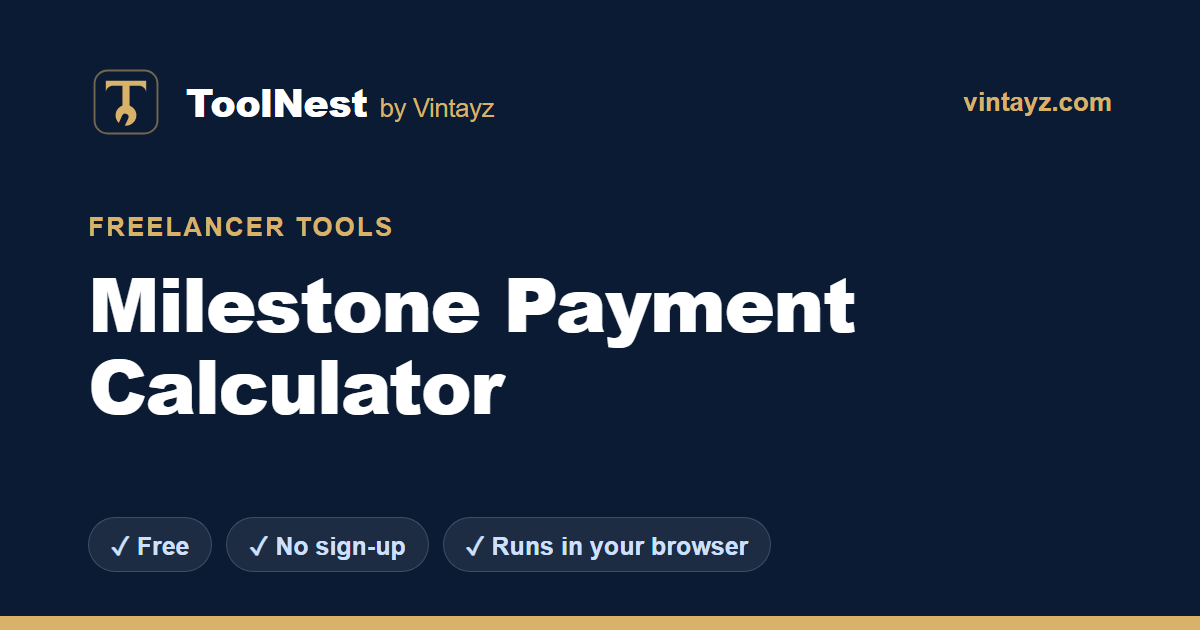 ToolNest by Vintayz
vintayz.com
FREELANCER TOOLS
Milestone Payment
Calculator
✓ Free
✓ No sign-up
✓ Runs in your browser